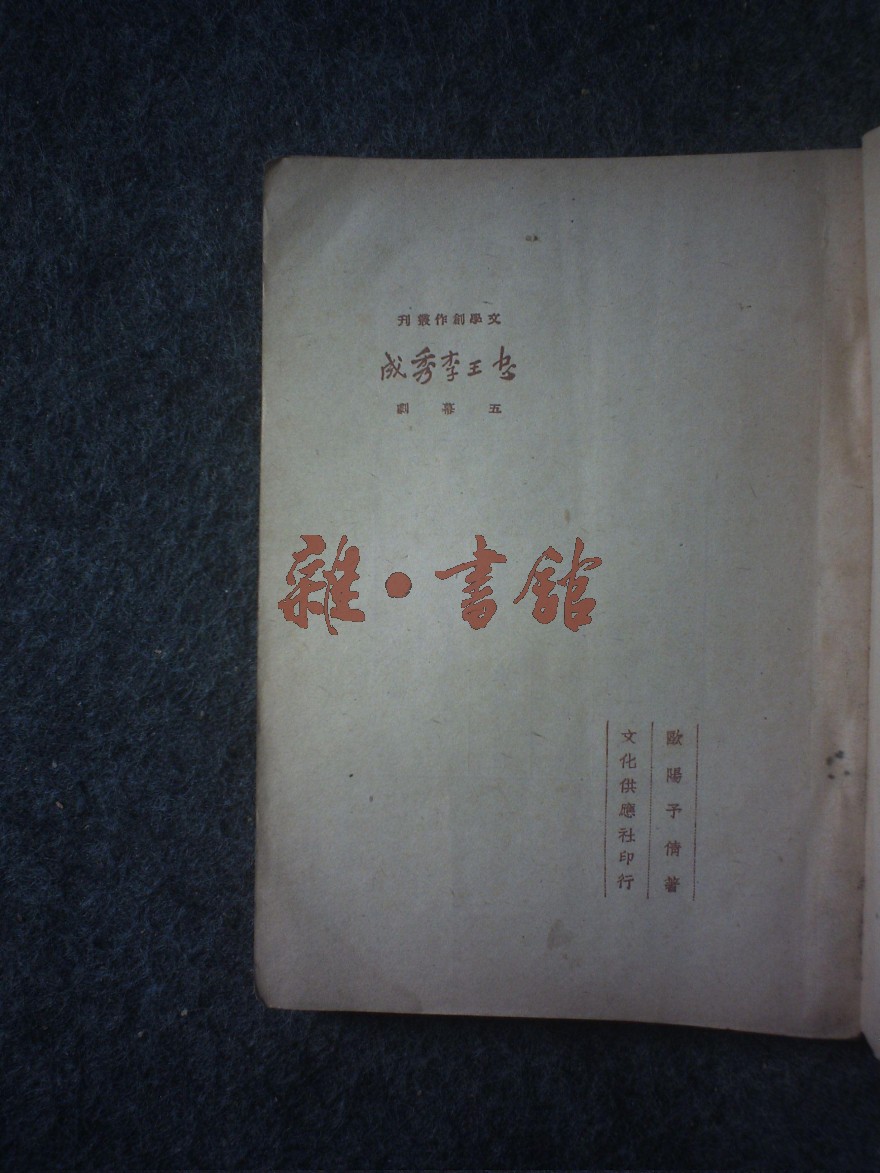 文學創作叢刊
忠王李秀成
五幕劇
雜·書館
歐陽予倩著
文化供應社印行